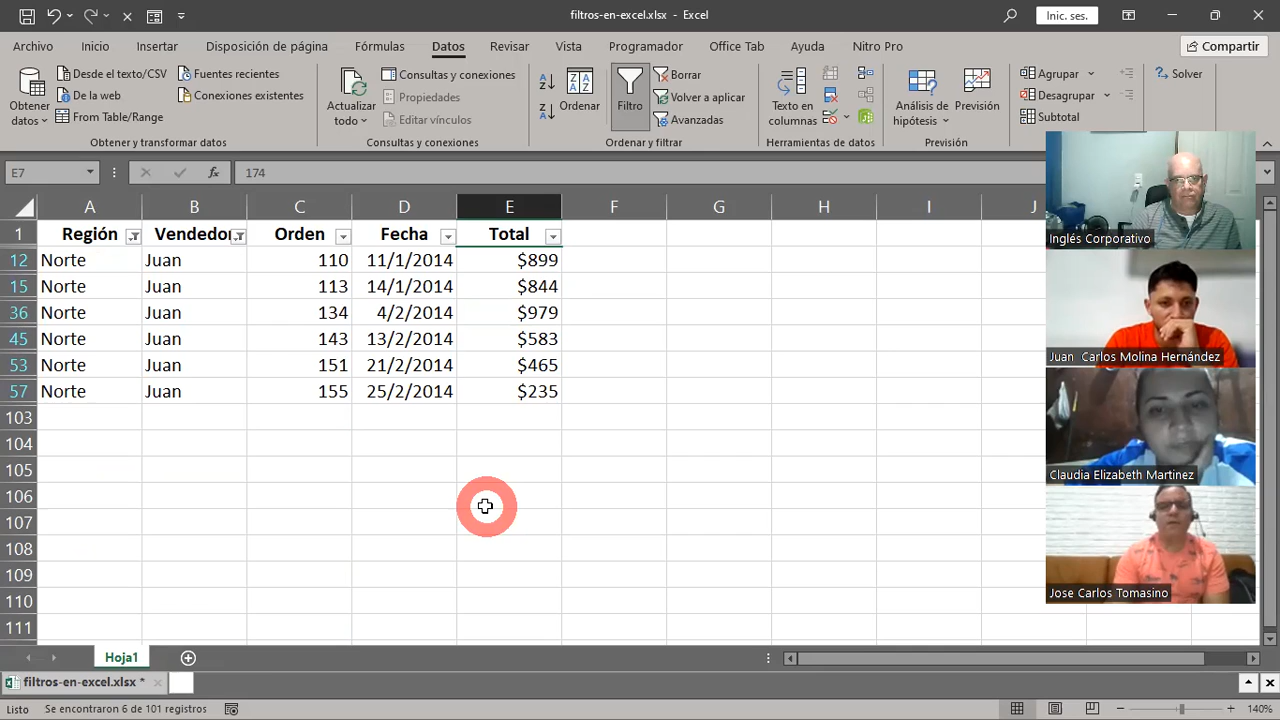 filtros-en-excel.xlsx - Excel
Inic. ses.
Archivo Inicio Insertar Disposición de página Fórmulas Datos Revisar Vista Programador Office Tab Ayuda Nitro Pro Compartir
Obtener datos
Desde el texto/CSV
De la web
From Table/Range
Fuentes recientes
Conexiones existentes
Obtener y transformar datos
Actualizar todo
Consultas y conexiones
Propiedades
Editar vínculos
Consultas y conexiones
Ordenar
Filtro
Borrar
Volver a aplicar
Avanzadas
Ordenar y filtrar
Texto en columnas
Herramientas de datos
Análisis de hipótesis
Previsión
Previsión
Agrupar
Desagrupar
Subtotal
Solver
E7 fx 174
A B C D E F G H I J
1 Región Vendedor Orden Fecha Total
12 Norte Juan 110 11/1/2014 $899
15 Norte Juan 113 14/1/2014 $844
36 Norte Juan 134 4/2/2014 $979
45 Norte Juan 143 13/2/2014 $583
53 Norte Juan 151 21/2/2014 $465
57 Norte Juan 155 25/2/2014 $235
103
104
105
106
107
108
109
110
111
Inglés Corporativo
Juan Carlos Molina Hernández
Claudia Elizabeth Martinez
Jose Carlos Tomasino
Hoja1
filtros-en-excel.xlsx *
Listo Se encontraron 6 de 101 registros 140%